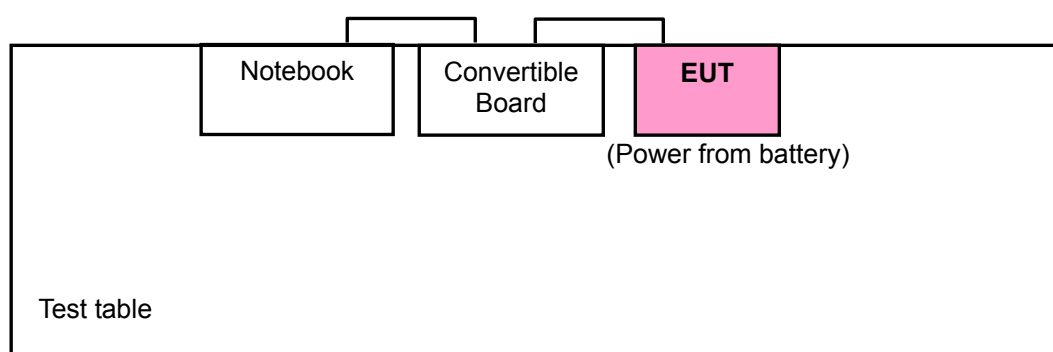 Notebook
Convertible
Board
EUT
(Power from battery)
Test table